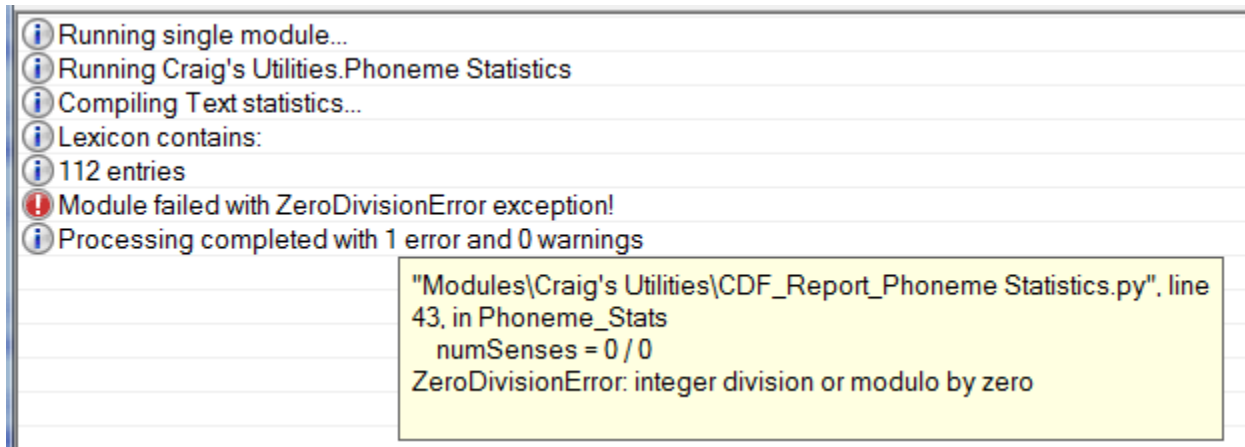 Running single module...
Running Craig's Utilities.Phoneme Statistics
Compiling Text statistics...
Lexicon contains:
112 entries
Module failed with ZeroDivisionError exception!
Processing completed with 1 error and 0 warnings
"Modules\Craig's Utilities\CDF_Report_Phoneme Statistics.py", line
43, in Phoneme_Stats
numSenses = 0 / 0
ZeroDivisionError: integer division or modulo by zero